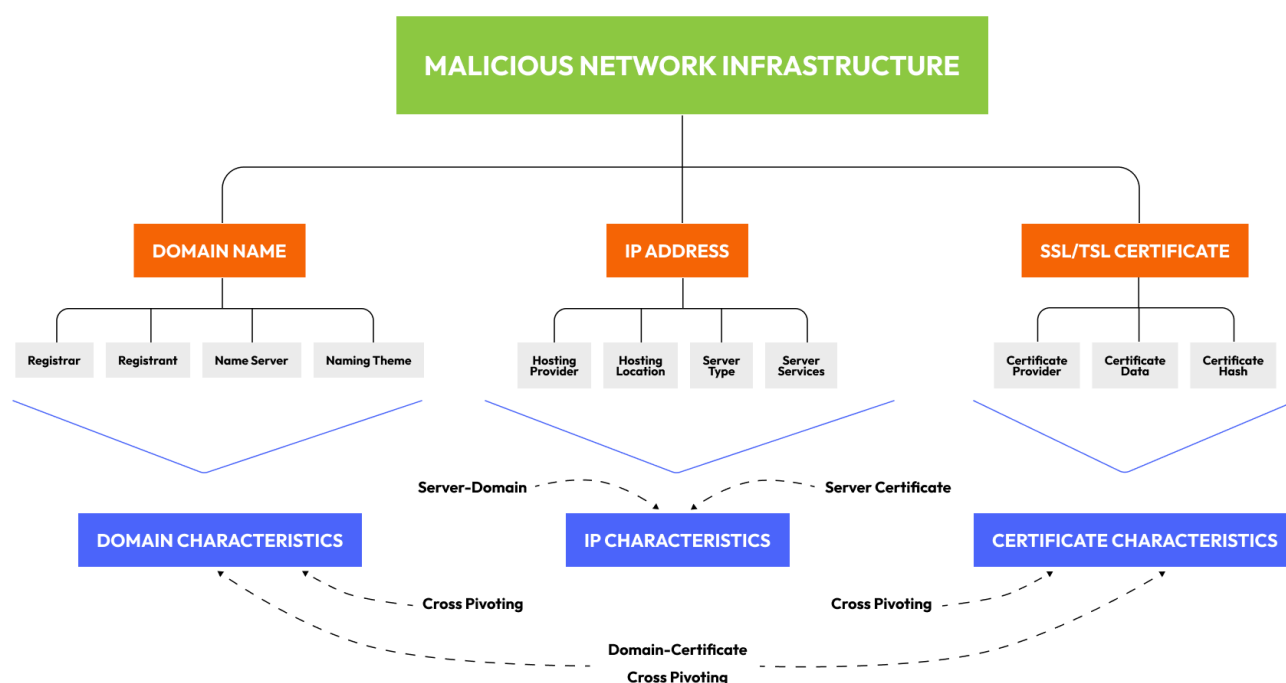 MALICIOUS NETWORK INFRASTRUCTURE
DOMAIN NAME
IP ADDRESS
SSL/TSL CERTIFICATE
Registrar
Registrant
Name Server
Naming Theme
Hosting
Provider
Hosting
Location
Server
Type
Server
Services
Certificate
Provider
Certificate
Data
Certificate
Hash
Server-Domain
Server Certificate
DOMAIN CHARACTERISTICS
IP CHARACTERISTICS
CERTIFICATE CHARACTERISTICS
Cross Pivoting
Cross Pivoting
Domain-Certificate
Cross Pivoting